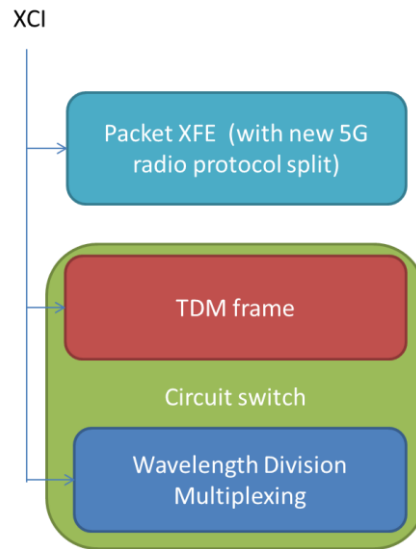 XCI
Packet XFE (with new 5G
radio protocol split)
TDM frame
Circuit switch
Wavelength Division
Multiplexing